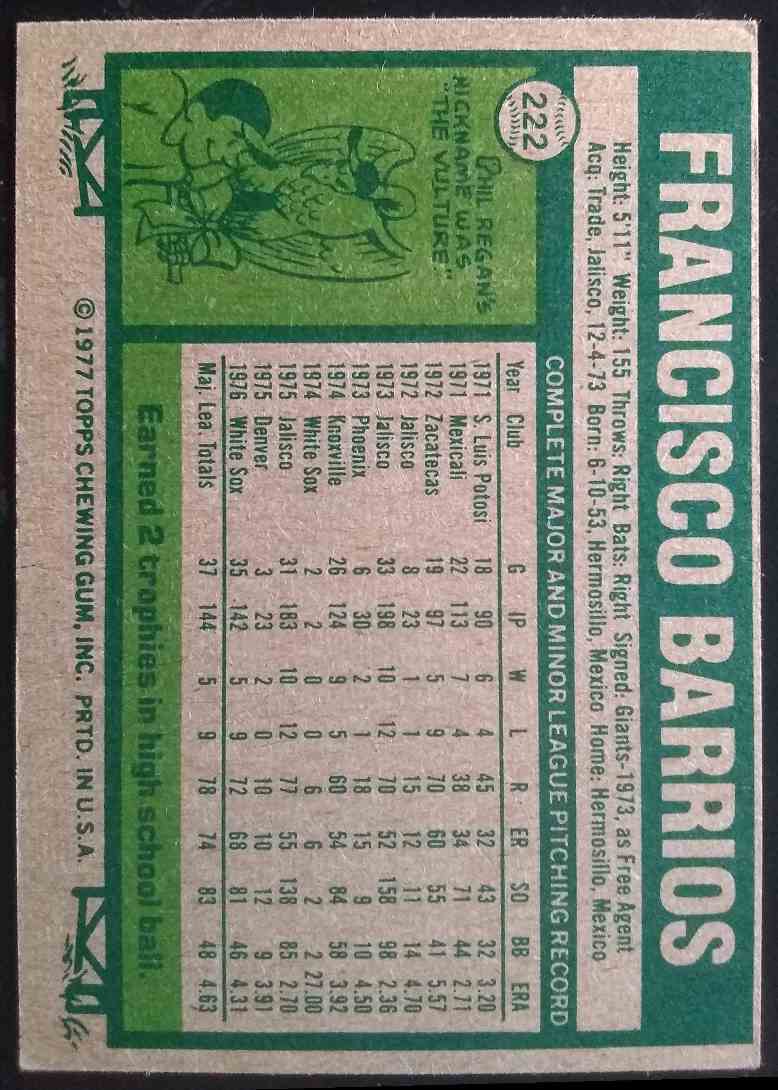 FRANCISCO BARRIOS
222
Height: 5'11" Weight: 155 Throws: Right Bats: Right Signed: Giants-1973, as Free Agent
Acq: Trade, Jalisco, 12-4-73 Born: 6-10-53, Hermosillo, Mexico Home: Hermosillo, Mexico
PHIL REGAN'S
NICKNAME WAS
"THE VULTURE."
COMPLETE MAJOR AND MINOR LEAGUE PITCHING RECORD
Year Club G IP W L R ER SO BB ERA
1971 S. Luis Potosi 18 90 6 4 45 32 43 32 3.20
1971 Mexicali 22 113 7 4 38 34 71 44 2.71
1972 Zacatecas 19 97 5 9 70 60 55 41 5.57
1972 Jalisco 8 23 1 1 15 12 11 14 4.70
1973 Jalisco 33 198 10 12 70 52 158 98 2.36
1973 Phoenix 6 30 2 1 18 15 9 10 4.50
1974 Knoxville 26 124 9 5 60 54 84 58 3.92
1974 White Sox 2 2 0 0 6 6 2 2 27.00
1975 Jalisco 31 183 10 12 77 55 138 85 2.70
1975 Denver 3 23 2 0 10 10 12 9 3.91
1976 White Sox 35 142 5 9 72 68 81 46 4.31
Maj. Lea. Totals 37 144 5 9 78 74 83 48 4.63
Earned 2 trophies in high school ball.
© 1977 TOPPS CHEWING GUM, INC. PRTD. IN U.S.A.